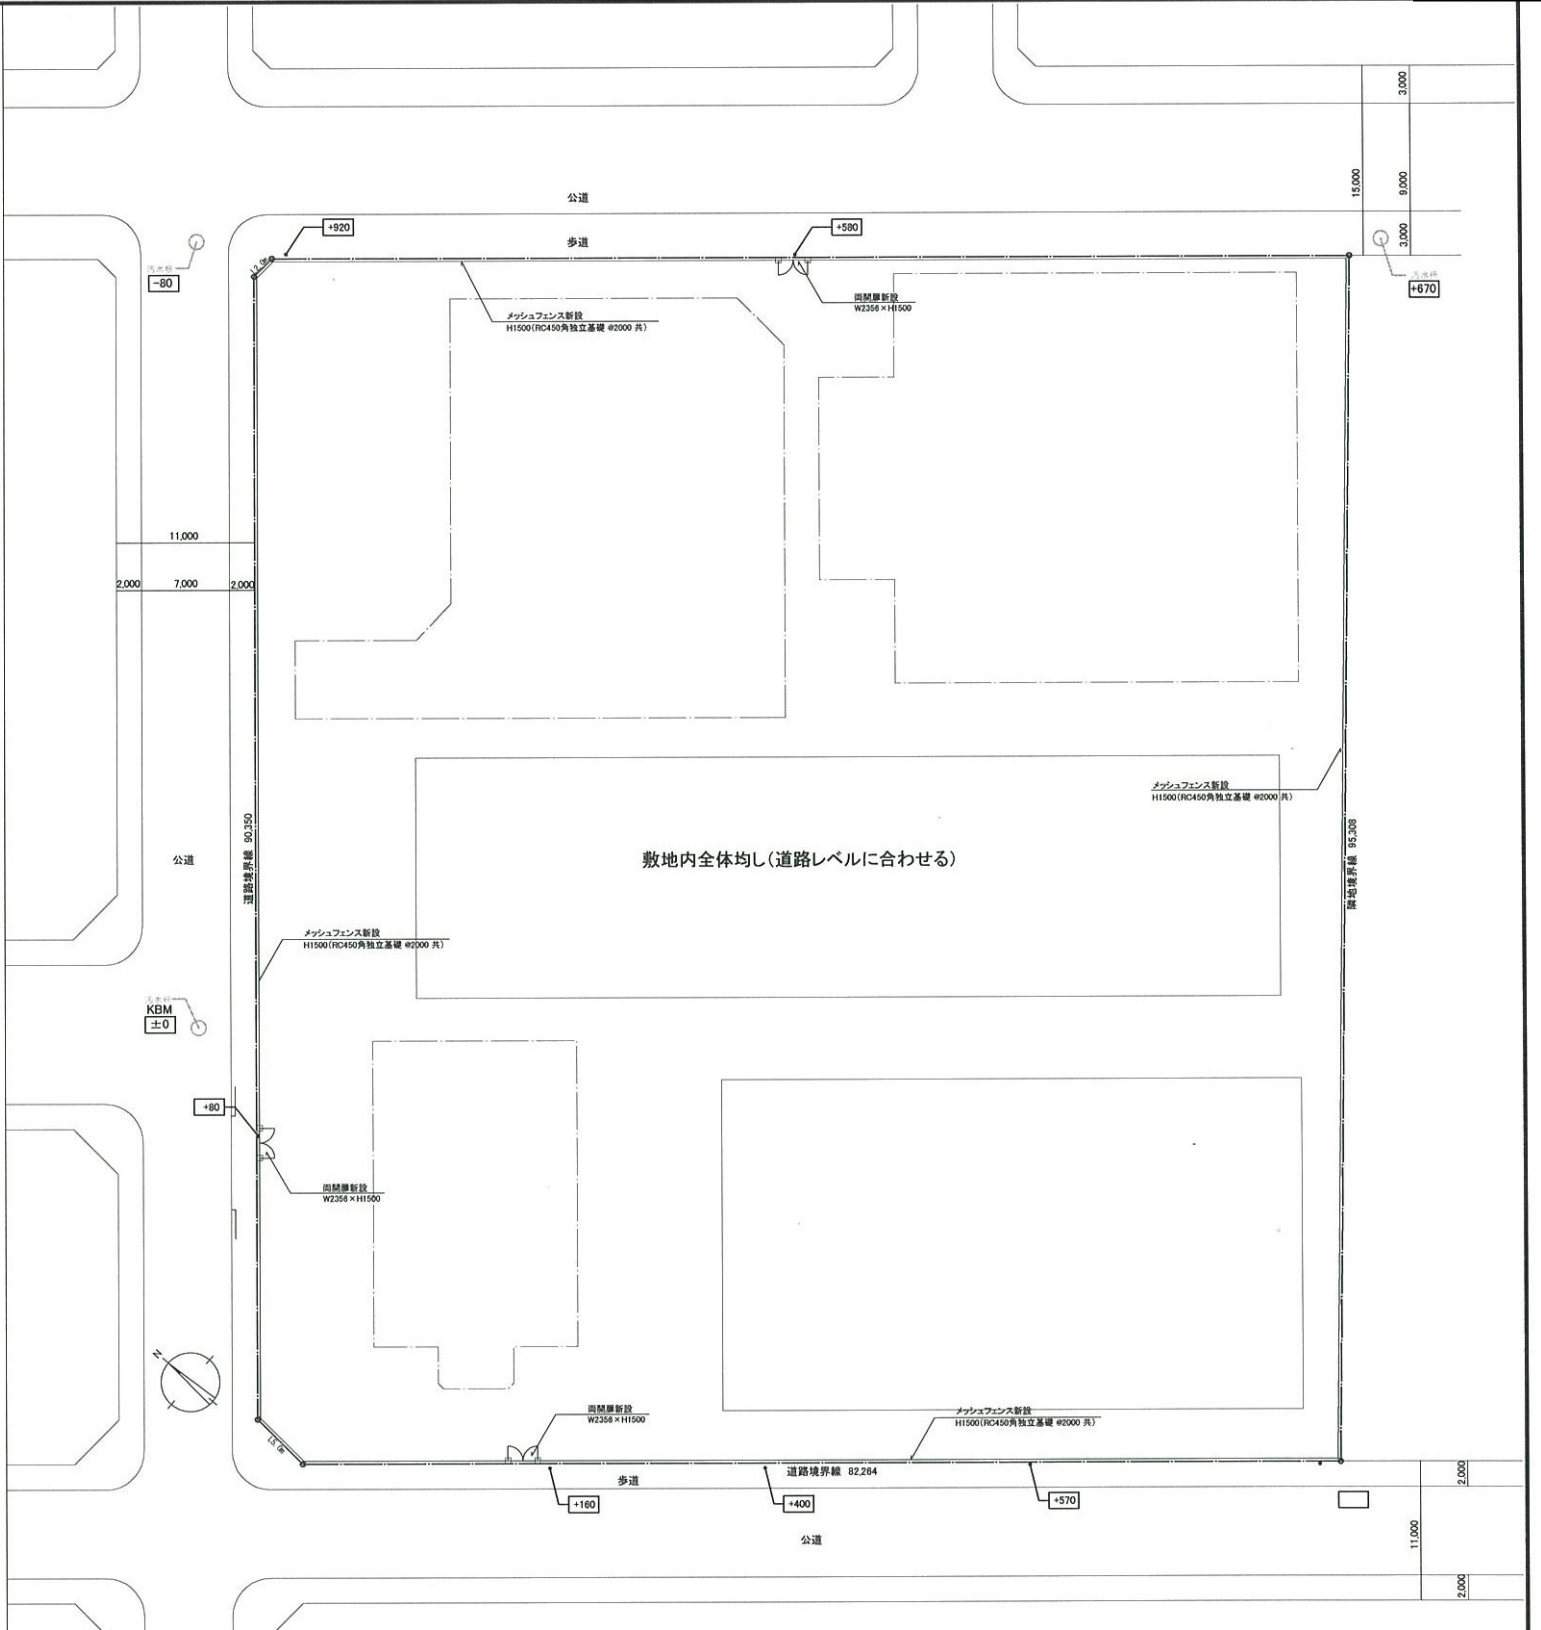 3,000
15,000
9,000
3,000
公道
+920
歩道
+580
-80
+670
メッシュフェンス新設
H1500(RC450角独立基礎 @2000 共)
両開扉新設
W2356×H1500
11,000
2,000
7,000
2,000
メッシュフェンス新設
H1500(RC450角独立基礎 @2000 共)
道路境界線 90,350
隣地境界線 95,308
敷地内全体均し(道路レベルに合わせる)
公道
メッシュフェンス新設
H1500(RC450角独立基礎 @2000 共)
KBM
±0
+80
両開扉新設
W2356×H1500
N
両開扉新設
W2356×H1500
メッシュフェンス新設
H1500(RC450角独立基礎 @2000 共)
道路境界線 82,264
歩道
+160
+400
+570
2,000
11,000
公道
2,000